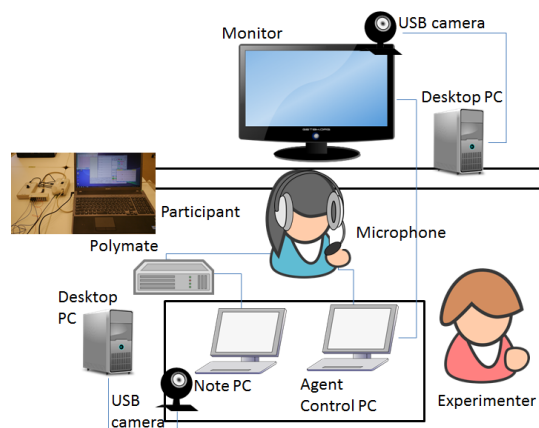 USB camera
Monitor
Desktop PC
Participant
Microphone
Polymate
Desktop
PC
Note PC
Agent
Control PC
USB
camera
Experimenter